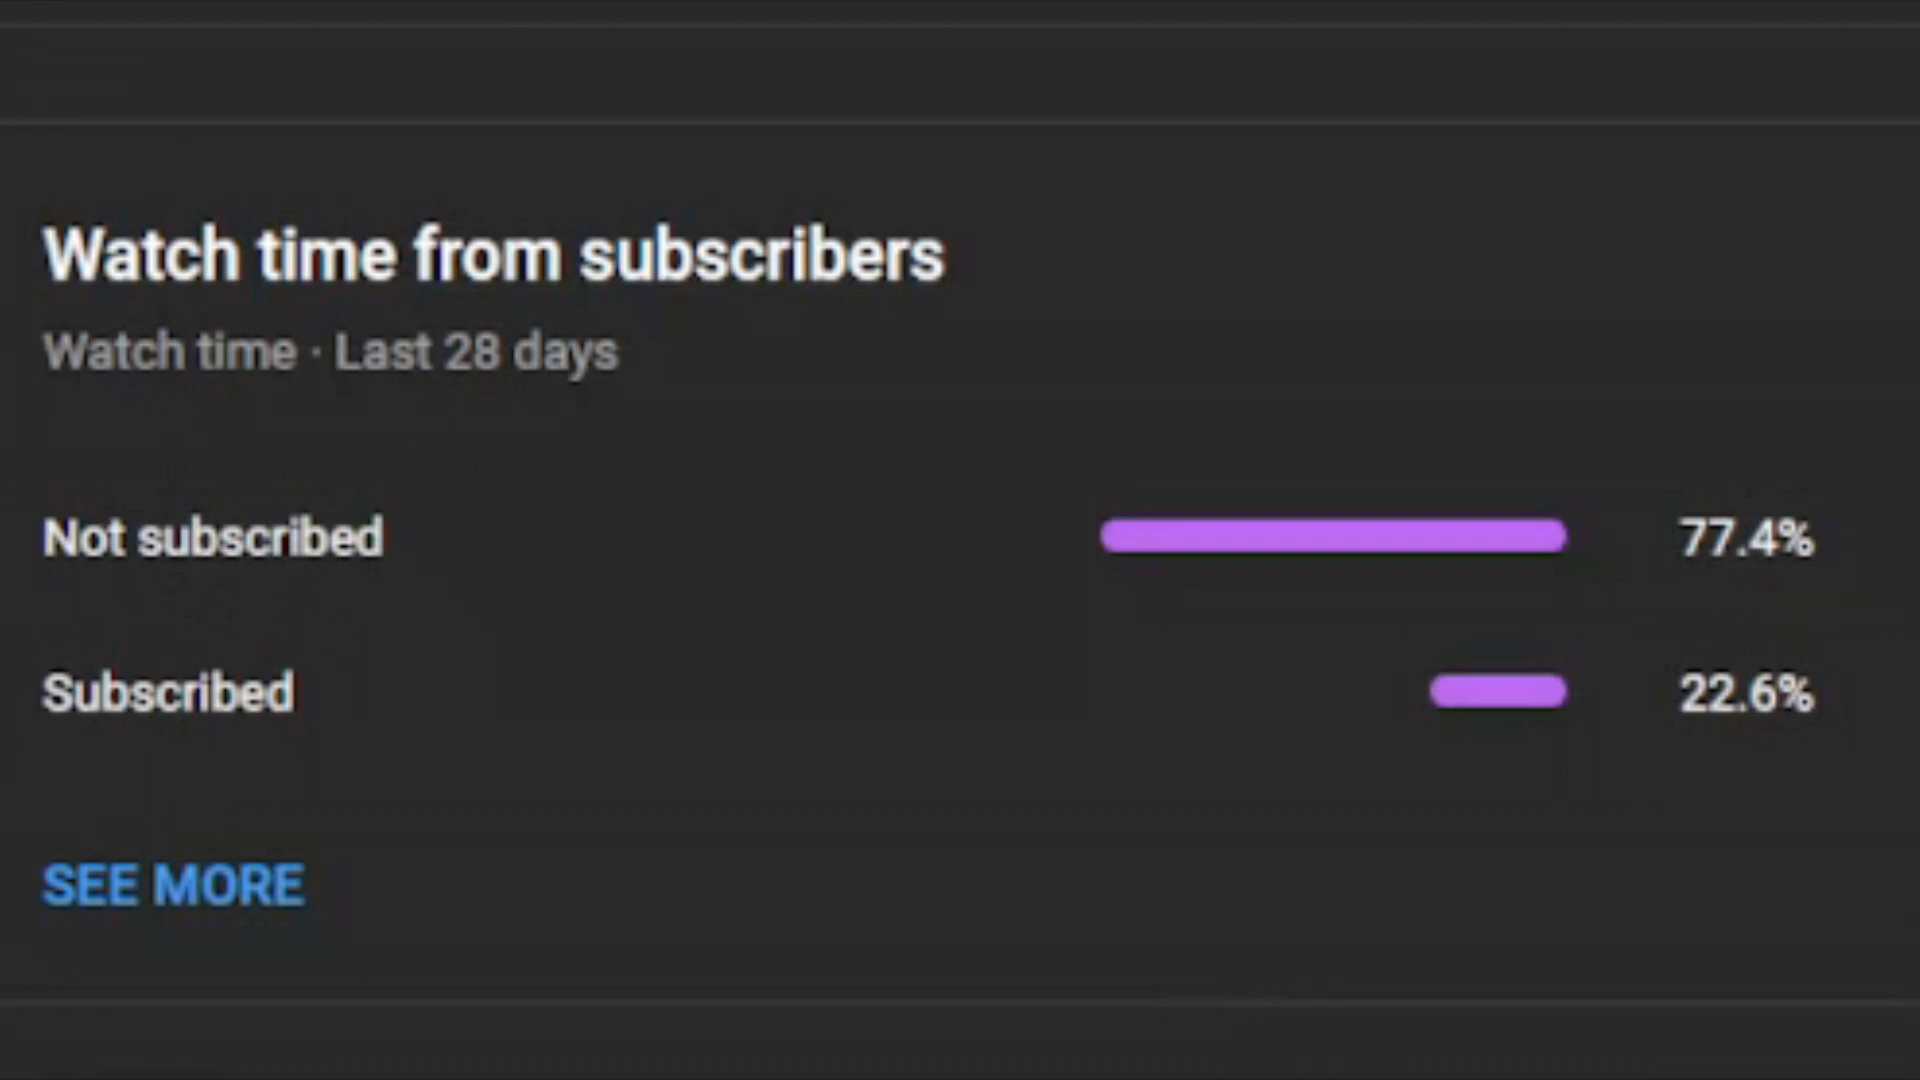 Watch time from subscribers
Watch time · Last 28 days
Not subscribed 77.4%
Subscribed 22.6%
SEE MORE